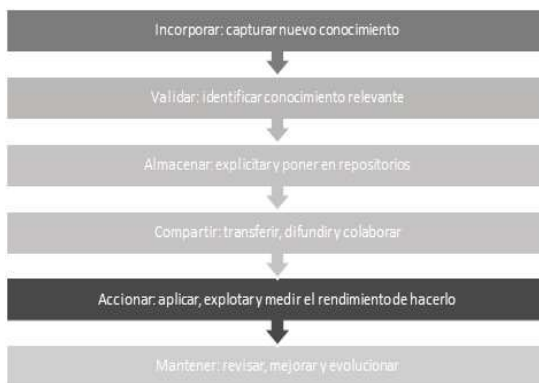 Incorporar: capturar nuevo conocimiento
Validar: identificar conocimiento relevante
Almacenar: explicitar y poner en repositorios
Compartir: transferir, difundir y colaborar
Accionar: aplicar, explotar y medir el rendimiento de hacerlo
Mantener: revisar, mejorar y evolucionar